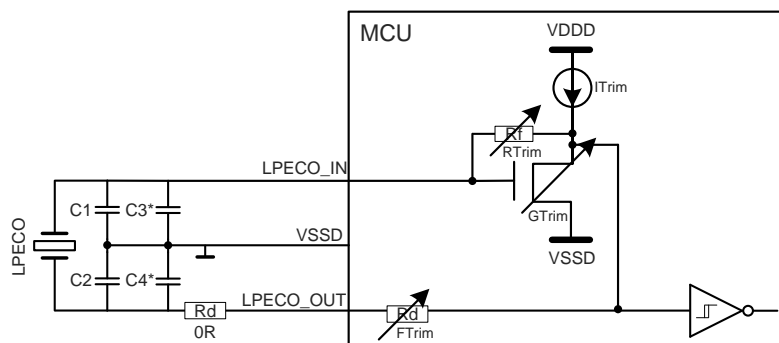 MCU
VDDD
ITrim
Rf
RTrim
LPECO_IN
GTrim
C1
C3*
LPECO
VSSD
VSSD
C2
C4*
LPECO_OUT
Rd
0R
Rd
FTrim